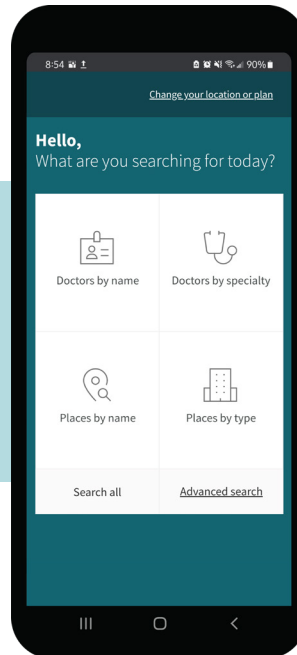 8:54
90%
Change your location or plan
Hello,
What are you searching for today?
Doctors by name
Doctors by specialty
Places by name
Places by type
Search all
Advanced search